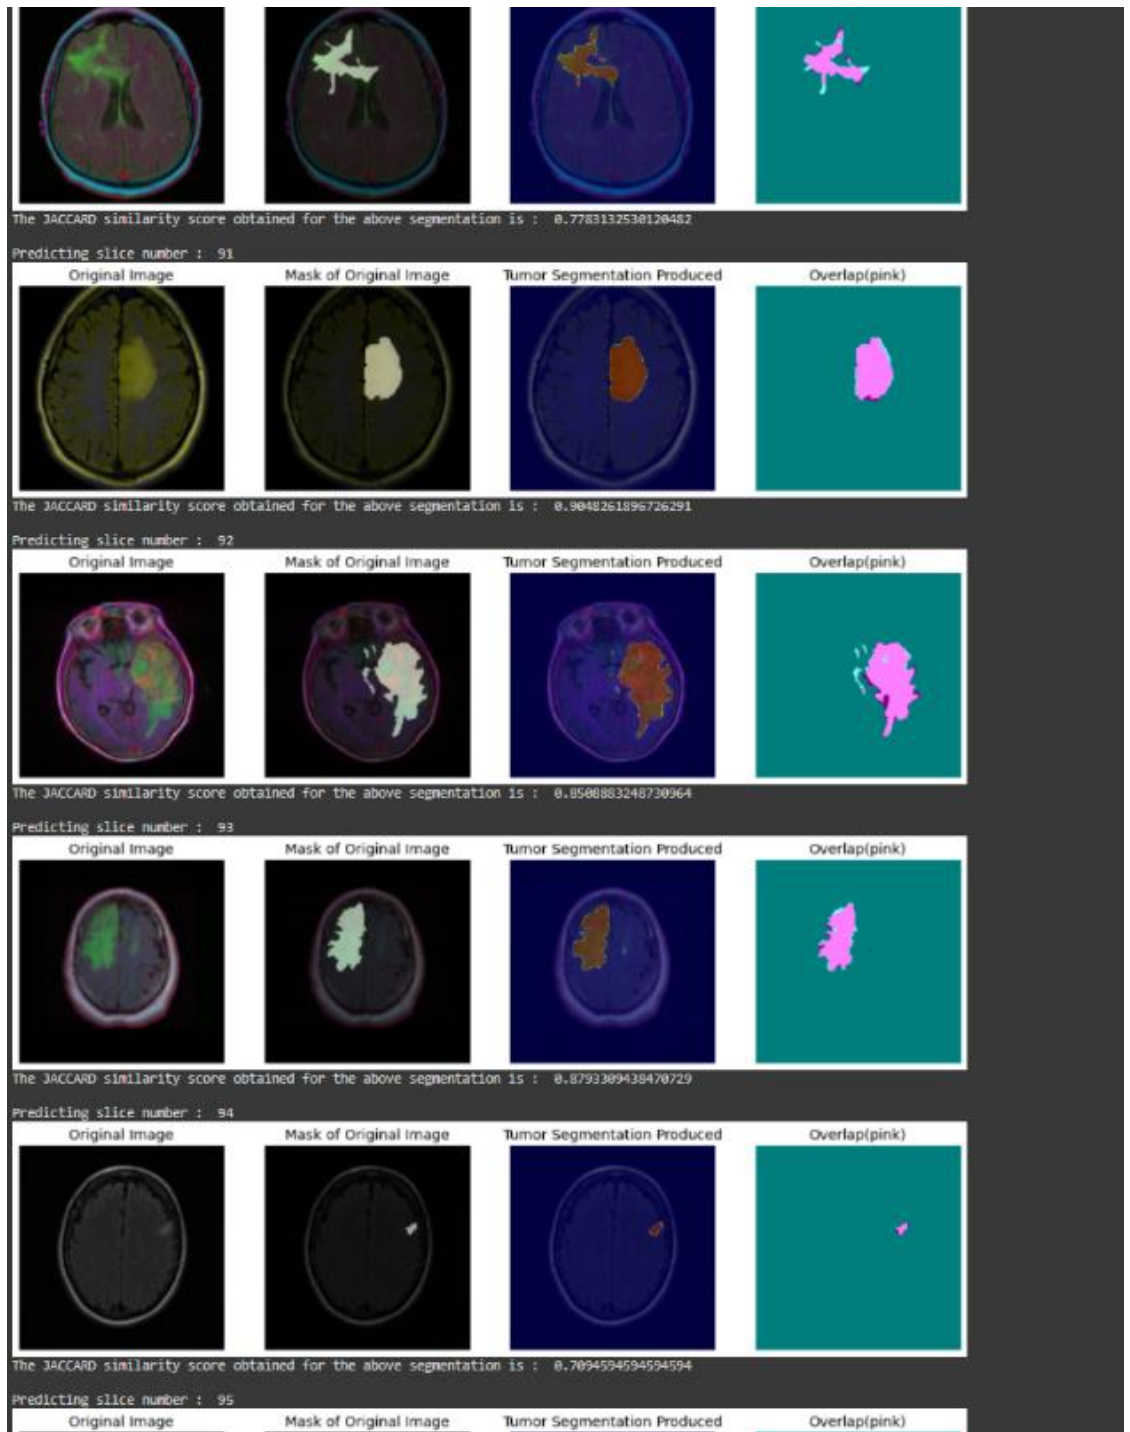 The JACCARD similarity score obtained for the above segmentation is :  0.7783132530120482
Predicting slice number :  91
Original Image Mask of Original Image Tumor Segmentation Produced Overlap(pink)
The JACCARD similarity score obtained for the above segmentation is :  0.9048261896726291
Predicting slice number :  92
Original Image Mask of Original Image Tumor Segmentation Produced Overlap(pink)
The JACCARD similarity score obtained for the above segmentation is :  0.8508883248730964
Predicting slice number :  93
Original Image Mask of Original Image Tumor Segmentation Produced Overlap(pink)
The JACCARD similarity score obtained for the above segmentation is :  0.8793309438470729
Predicting slice number :  94
Original Image Mask of Original Image Tumor Segmentation Produced Overlap(pink)
The JACCARD similarity score obtained for the above segmentation is :  0.7094594594594594
Predicting slice number :  95
Original Image Mask of Original Image Tumor Segmentation Produced Overlap(pink)